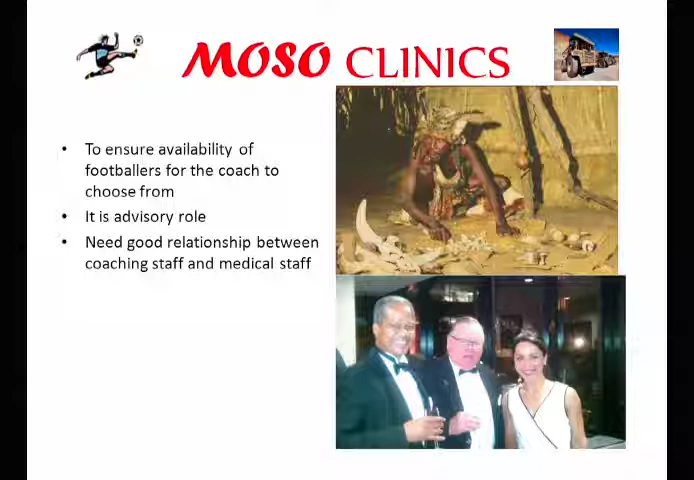 MOSO CLINICS
• To ensure availability of
footballers for the coach to
choose from
• It is advisory role
• Need good relationship between
coaching staff and medical staff